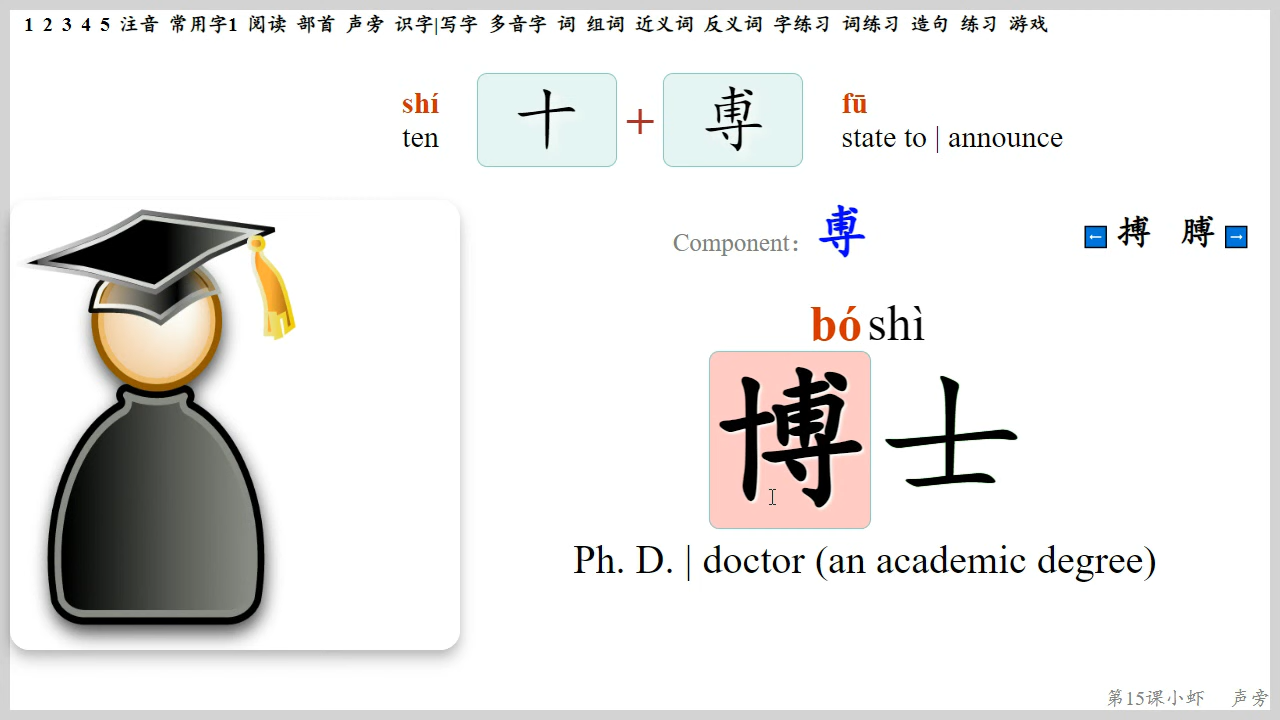 1 2 3 4 5 注音 常用字1 阅读 部首 声旁 识字|写字 多音字 词 组词 近义词 反义词 字练习 词练习 造句 练习 游戏
shí
ten
十 + 尃
fū
state to | announce
Component: 尃
← 搏 膊 →
bó shì
博士
Ph. D. | doctor (an academic degree)
第15课小虾 声旁